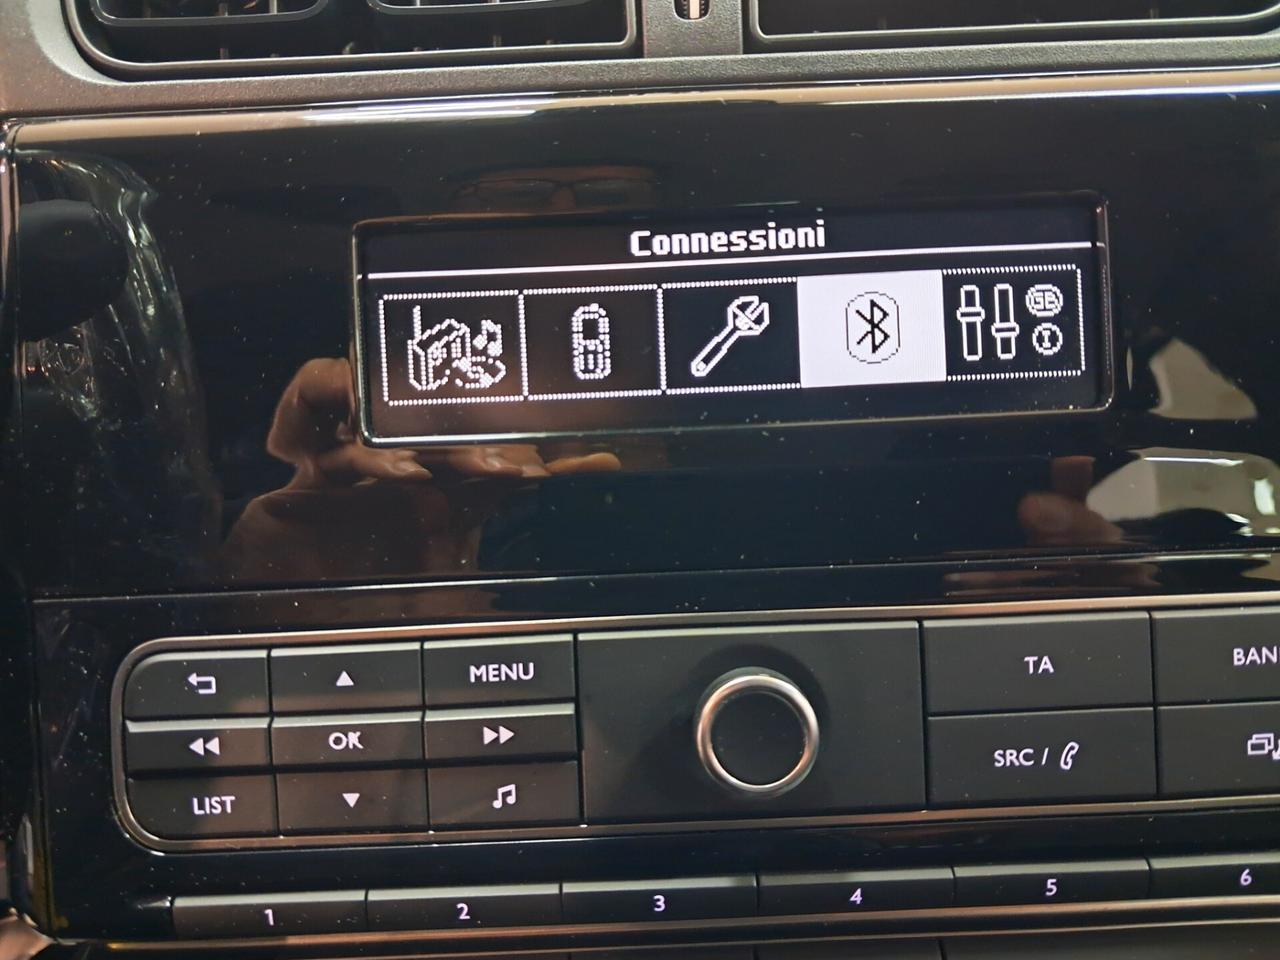 Connessioni
MENU
TA
OK
SRC /
LIST
1
2
3
4
5
6